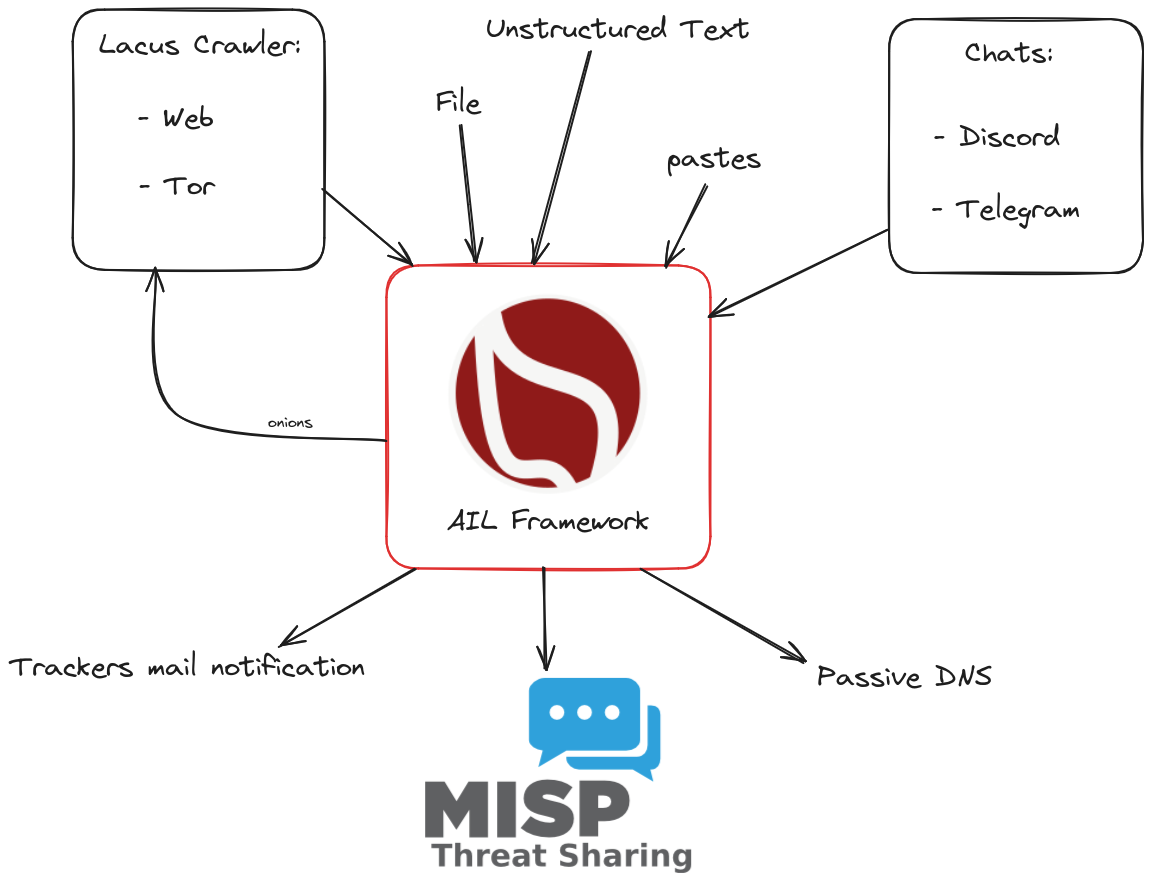 Lacus Crawler:
- Web
- Tor
Unstructured Text
File
pastes
Chats:
- Discord
- Telegram
onions
AIL Framework
Trackers mail notification
Passive DNS
MISP
Threat Sharing